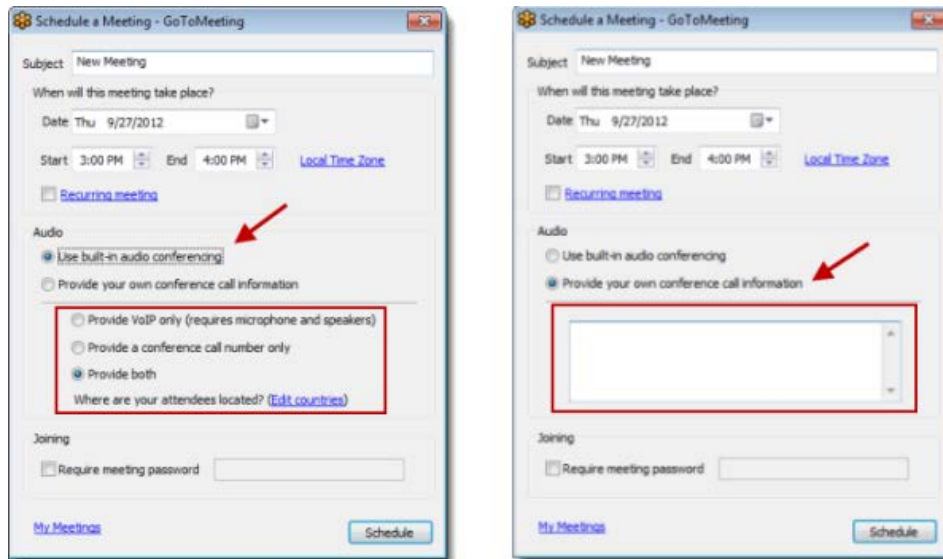 Schedule a Meeting - GoToMeeting
Subject New Meeting
When will this meeting take place?
Date Thu 9/27/2012
Start 3:00 PM End 4:00 PM Local Time Zone
Recurring meeting
Audio
Use built-in audio conferencing
Provide your own conference call information
Provide VoIP only (requires microphone and speakers)
Provide a conference call number only
Provide both
Where are your attendees located? (Edit countries)
Joining
Require meeting password
My Meetings Schedule
Schedule a Meeting - GoToMeeting
Subject New Meeting
When will this meeting take place?
Date Thu 9/27/2012
Start 3:00 PM End 4:00 PM Local Time Zone
Recurring meeting
Audio
Use built-in audio conferencing
Provide your own conference call information
Joining
Require meeting password
My Meetings Schedule